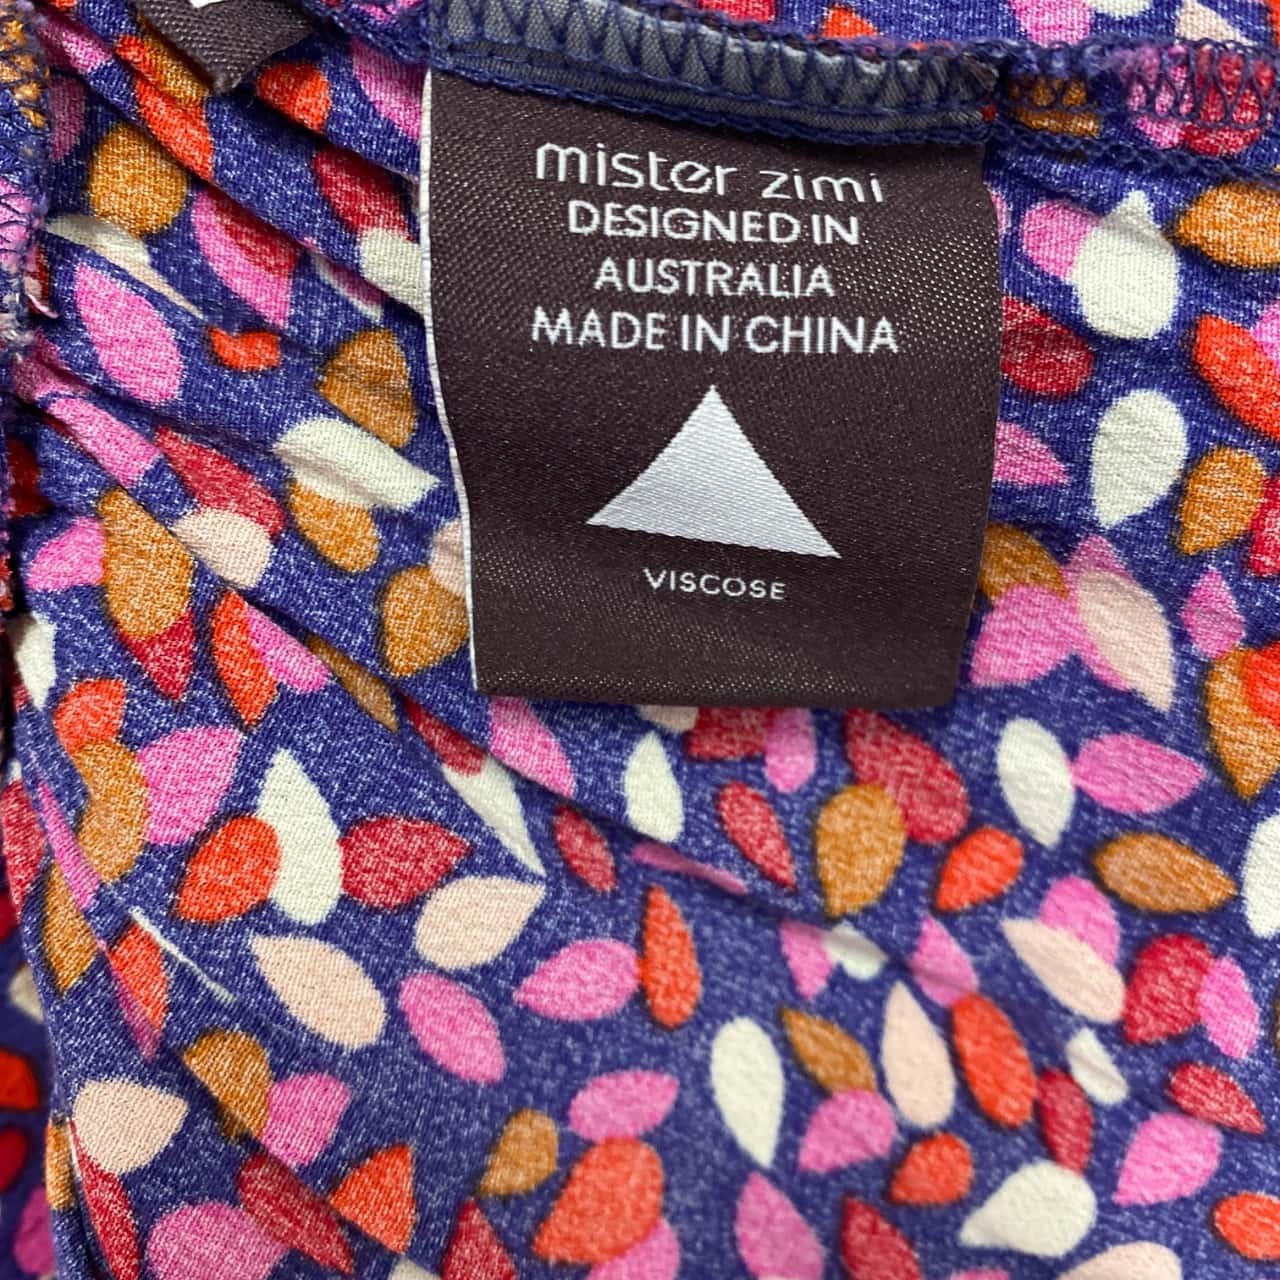 mister zimi
DESIGNED IN
AUSTRALIA
MADE IN CHINA
VISCOSE